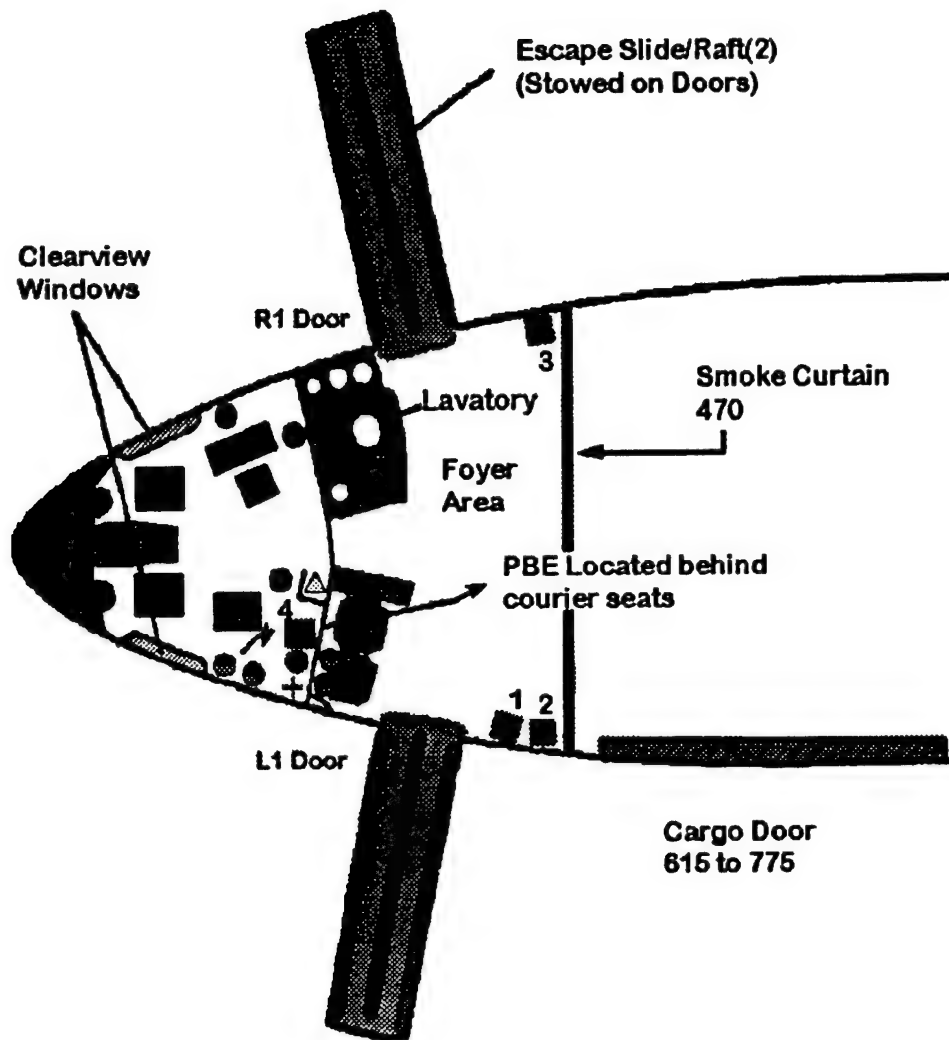 Escape Slide/Raft(2)
(Stowed on Doors)
Clearview
Windows
R1 Door
3
Smoke Curtain
470
Lavatory
Foyer
Area
PBE Located behind
courier seats
4
1
2
L1 Door
Cargo Door
615 to 775